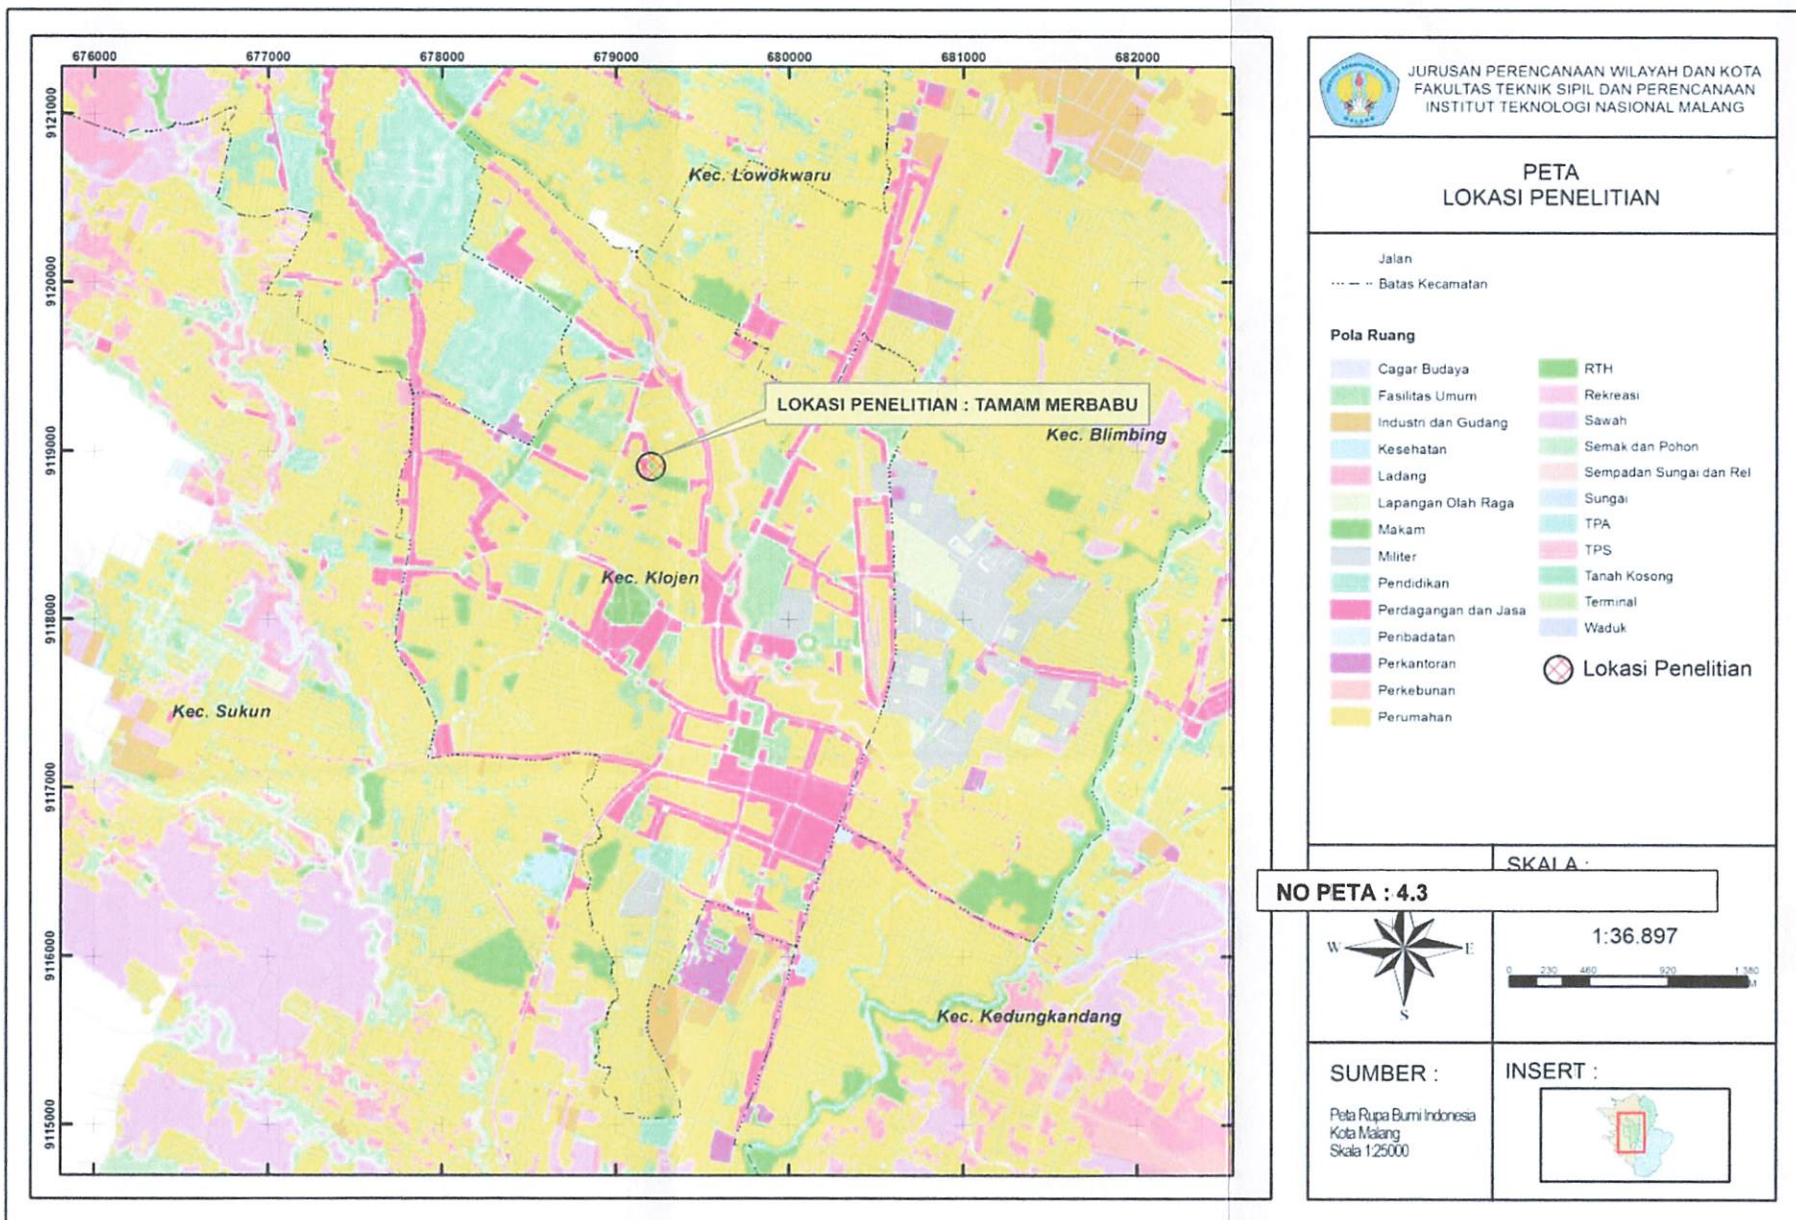 676000 677000 678000 679000 680000 681000 682000
9121000
9120000
9119000
9118000
9117000
9116000
9115000
Kec. Lowokwaru
LOKASI PENELITIAN : TAMAM MERBABU
Kec. Blimbing
Kec. Klojen
Kec. Sukun
Kec. Kedungkandang
JURUSAN PERENCANAAN WILAYAH DAN KOTA
FAKULTAS TEKNIK SIPIL DAN PERENCANAAN
INSTITUT TEKNOLOGI NASIONAL MALANG
MALANG
PETA
LOKASI PENELITIAN
Jalan
Batas Kecamatan
Pola Ruang
Cagar Budaya
Fasilitas Umum
Industri dan Gudang
Kesehatan
Ladang
Lapangan Olah Raga
Makam
Militer
Pendidikan
Perdagangan dan Jasa
Peribadatan
Perkantoran
Perkebunan
Perumahan
RTH
Rekreasi
Sawah
Semak dan Pohon
Sempadan Sungai dan Rel
Sungai
TPA
TPS
Tanah Kosong
Terminal
Waduk
Lokasi Penelitian
SKALA :
NO PETA : 4.3
W E
S
1:36.897
0 230 460 920 1.380
M
SUMBER :
Peta Rupa Bumi Indonesia
Kota Malang
Skala 1:25000
INSERT :